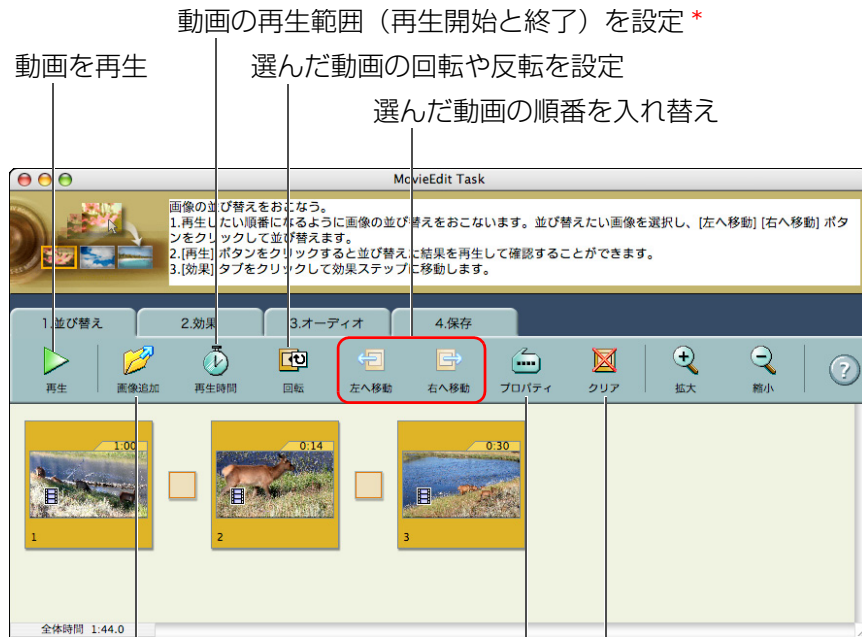 動画の再生範囲（再生開始と終了）を設定*
動画を再生
選んだ動画の回転や反転を設定
選んだ動画の順番を入れ替え
MovieEdit Task
画像の並び替えをおこなう。
1.再生したい順番になるように画像の並び替えをおこないます。並び替えたい画像を選択し、[左へ移動] [右へ移動] ボタ
ンをクリックして並び替えます。
2.[再生] ボタンをクリックすると並び替えた結果を再生して確認することができます。
3.[効果] タブをクリックして効果ステップに移動します。
1.並び替え
2.効果
3.オーディオ
4.保存
再生
画像追加
再生時間
回転
左へ移動
右へ移動
プロパティ
クリア
拡大
縮小
?
1:00
0:14
0:30
1
2
3
全体時間 1:44.0